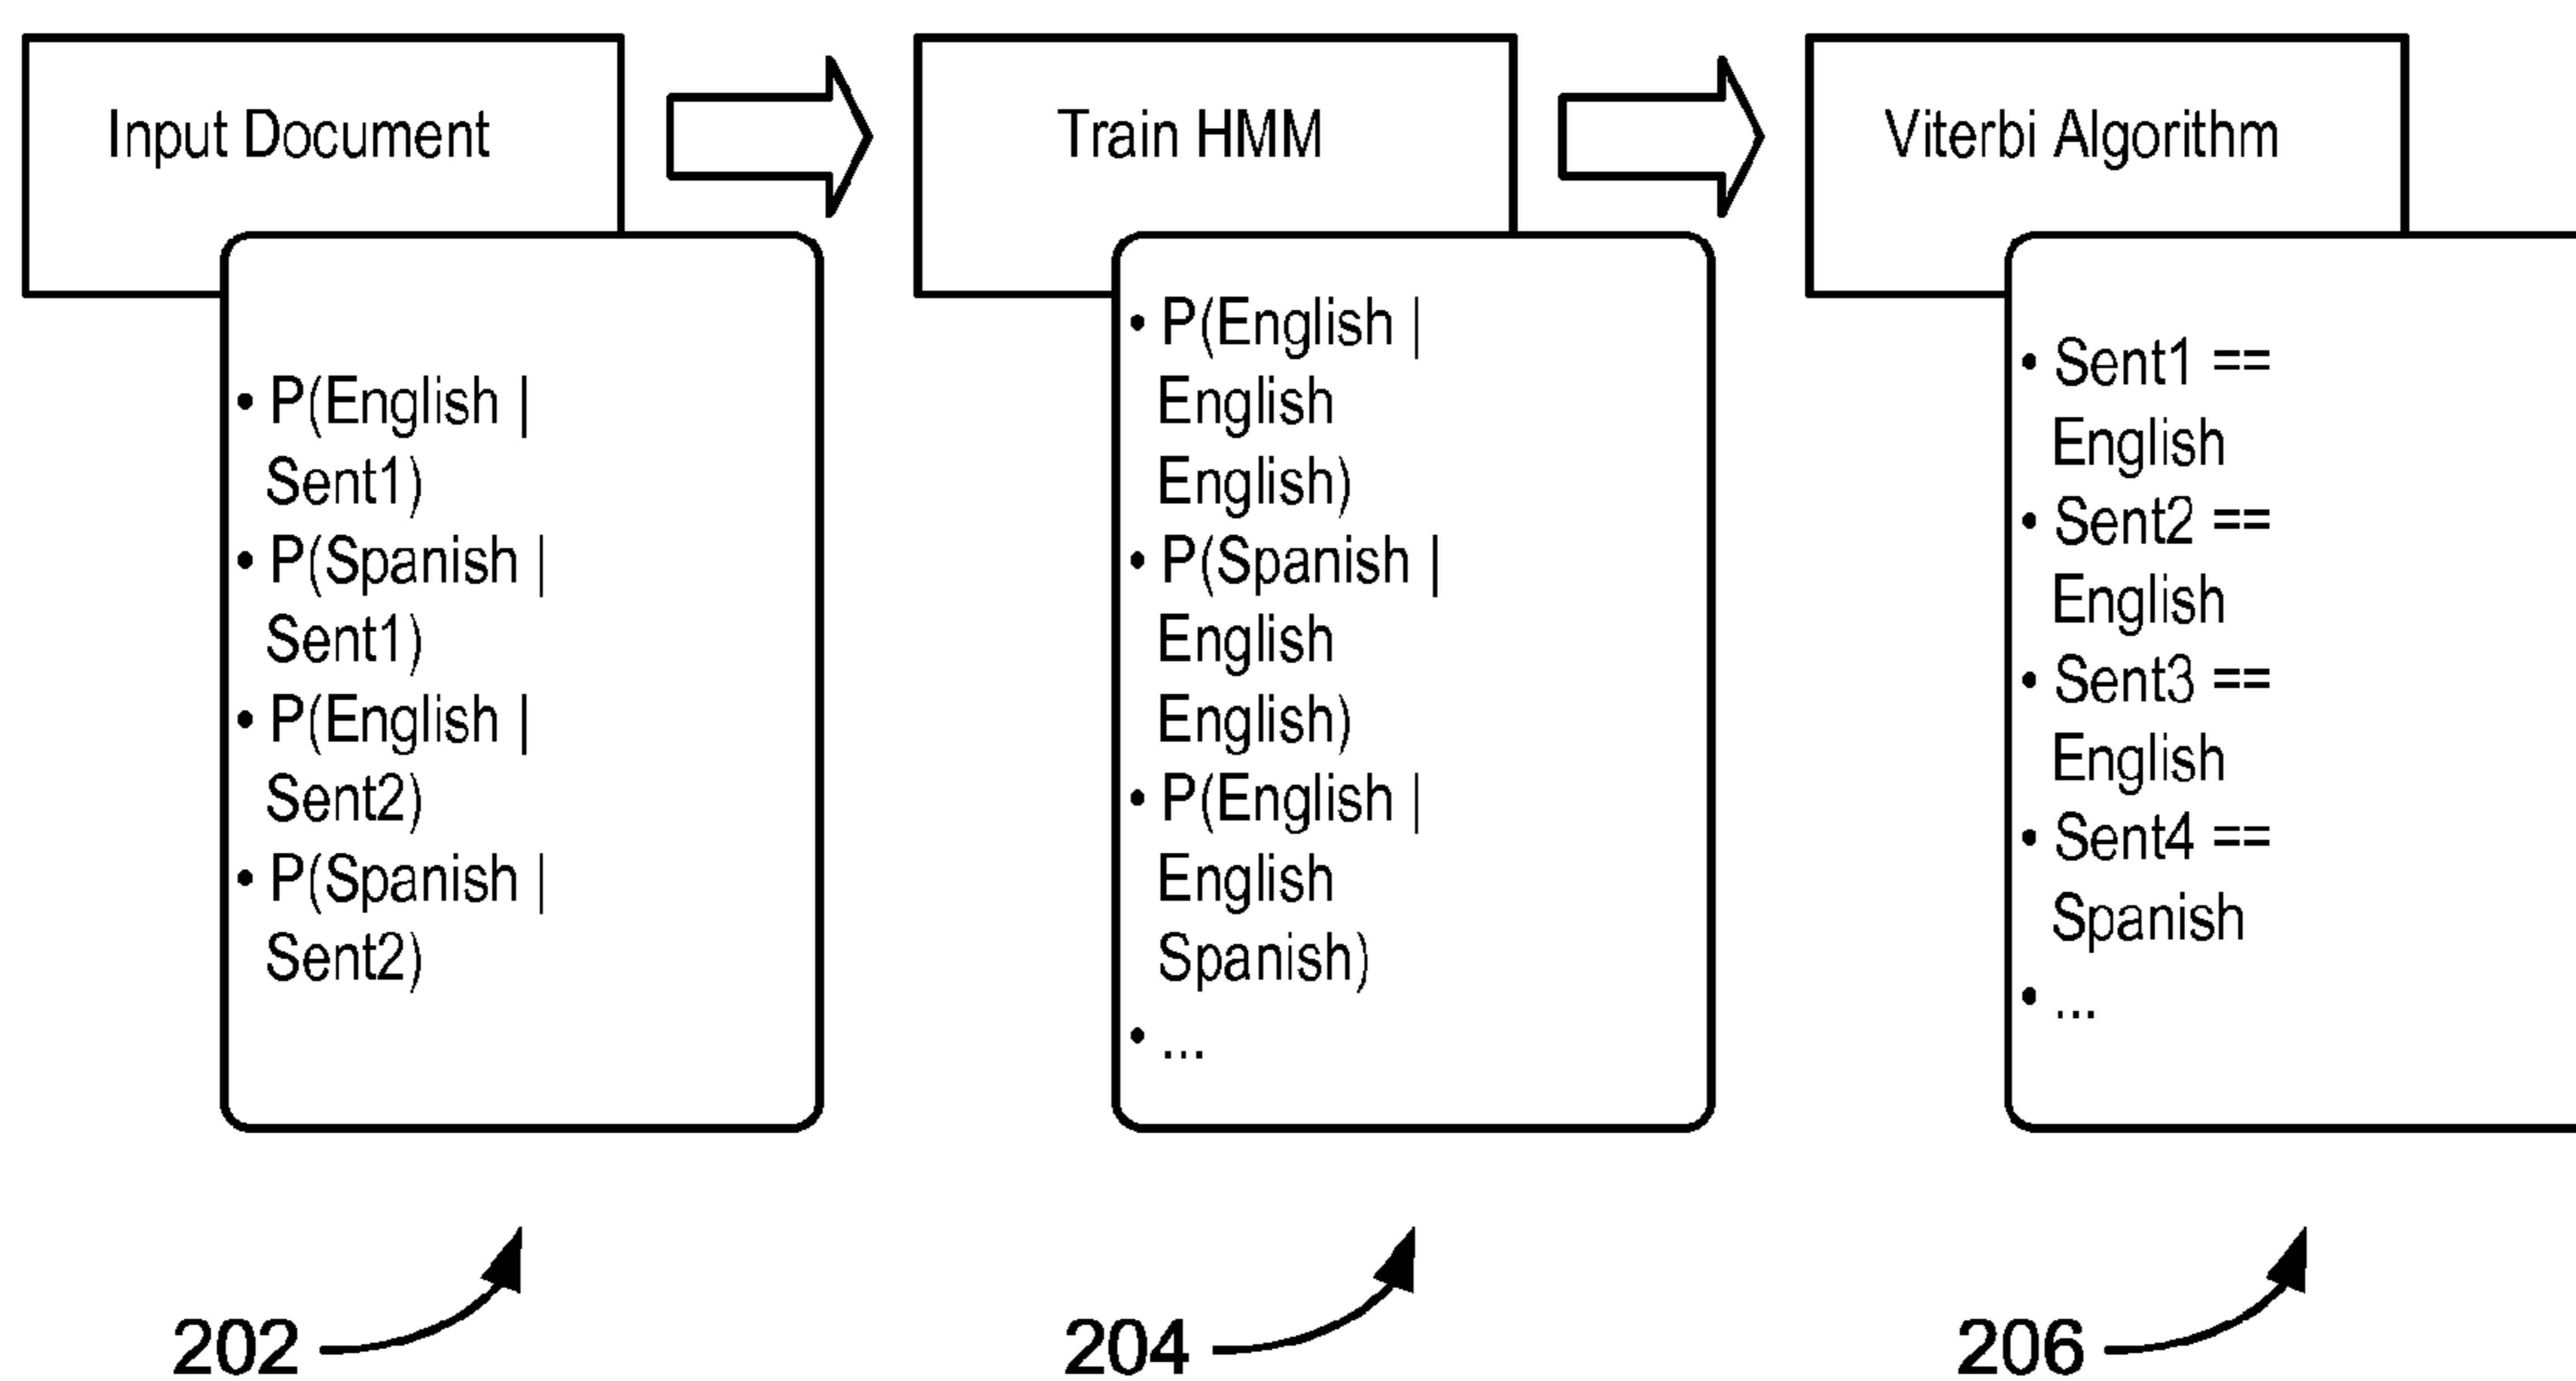 Input Document
• P(English |
Sent1)
• P(Spanish |
Sent1)
• P(English |
Sent2)
• P(Spanish |
Sent2)
202
Train HMM
• P(English |
English
English)
• P(Spanish |
English
English)
• P(English |
English
Spanish)
• ...
204
Viterbi Algorithm
• Sent1 ==
English
• Sent2 ==
English
• Sent3 ==
English
• Sent4 ==
Spanish
• ...
206